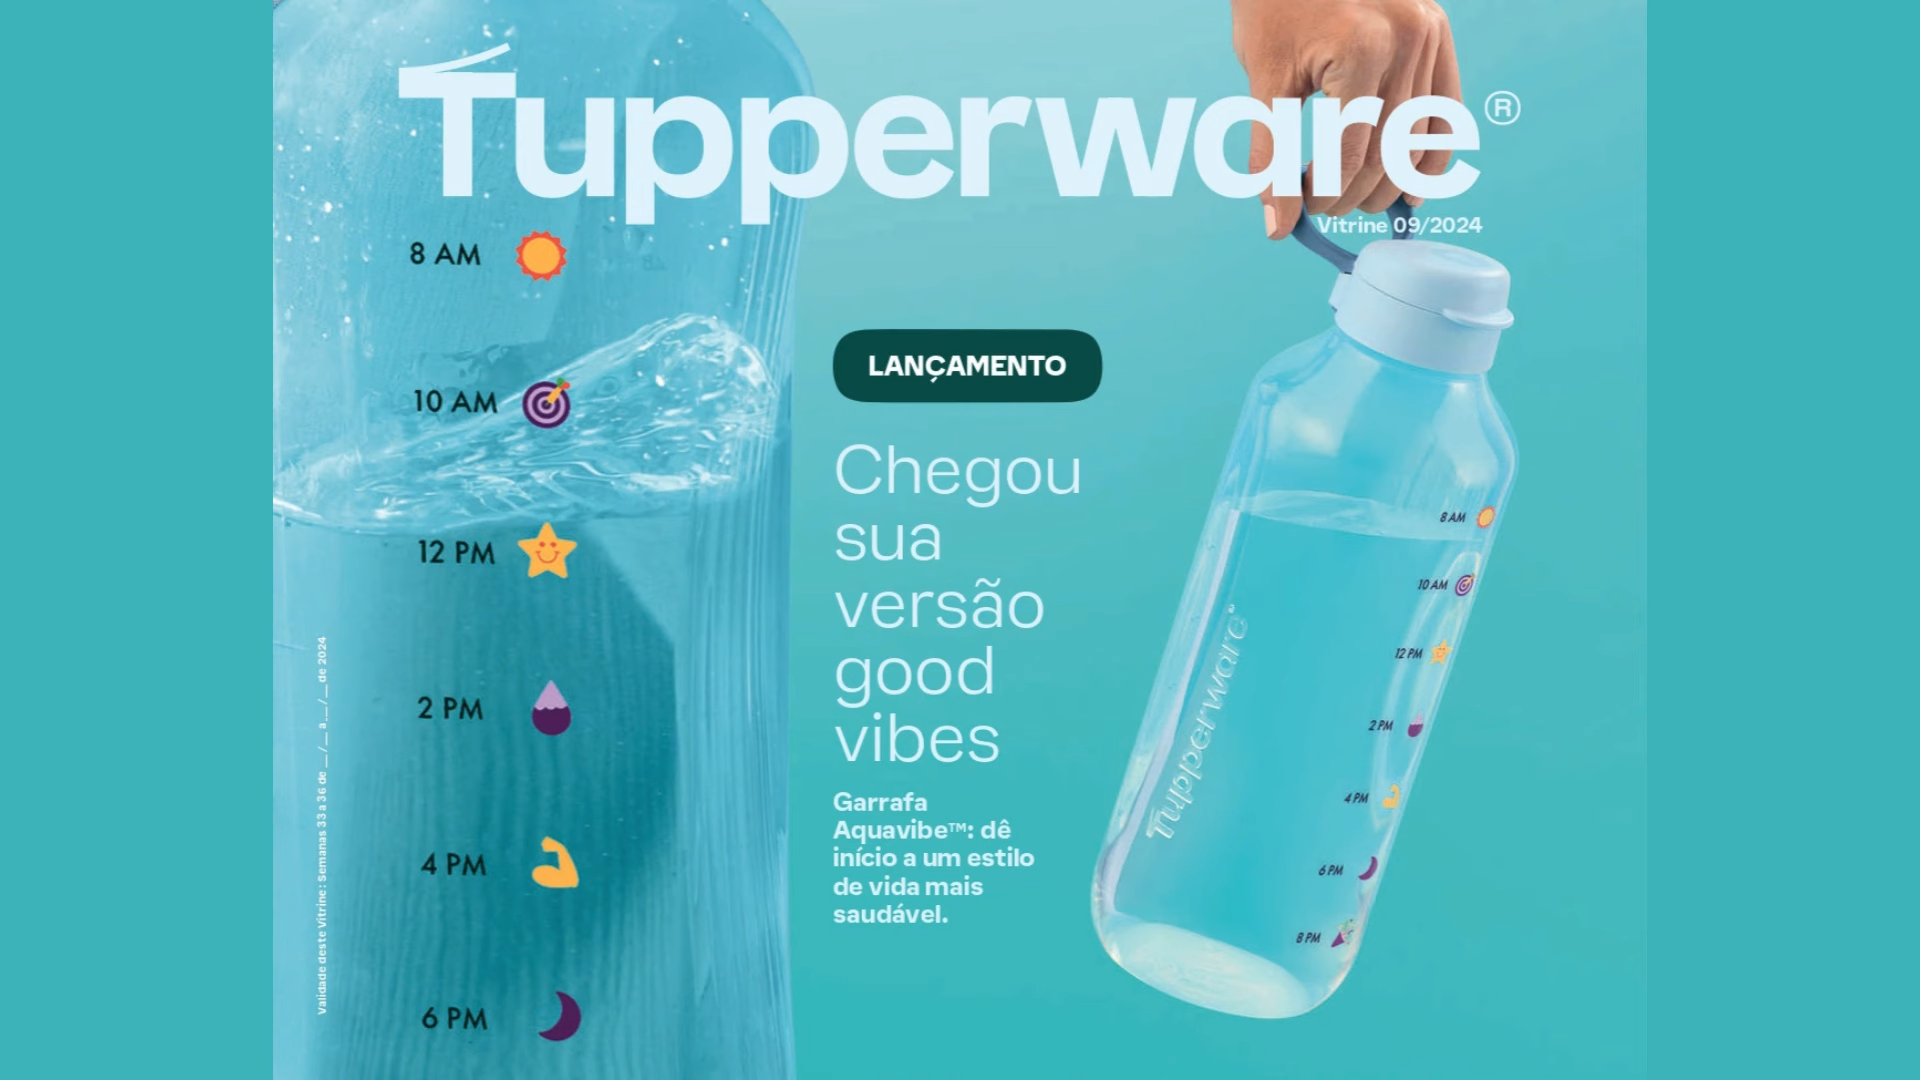 Tupperware®
Vitrine 09/2024
8 AM
10 AM
12 PM
2 PM
4 PM
6 PM
Validade deste Vitrine: Semanas 33 a 36 de __/__ a __/__ de 2024
LANÇAMENTO
Chegou
sua
versão
good
vibes
Garrafa
Aquavibe™: dê
início a um estilo
de vida mais
saudável.
8 AM
10 AM
12 PM
2 PM
4 PM
6 PM
8 PM
Tupperware